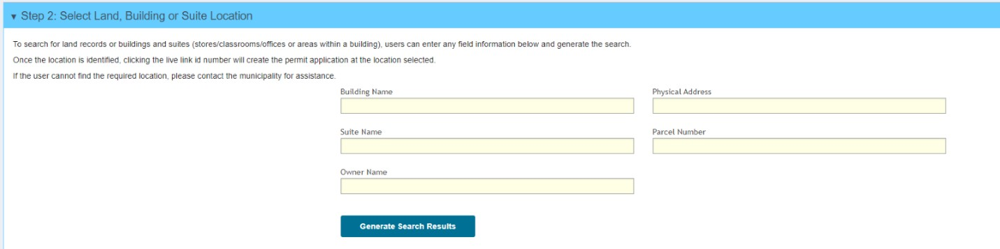 ▼ Step 2: Select Land, Building or Suite Location
To search for land records or buildings and suites (stores/classrooms/offices or areas within a building), users can enter any field information below and generate the search.
Once the location is identified, clicking the live link id number will create the permit application at the location selected.
If the user cannot find the required location, please contact the municipality for assistance.
Building Name
Physical Address
Suite Name
Parcel Number
Owner Name
Generate Search Results